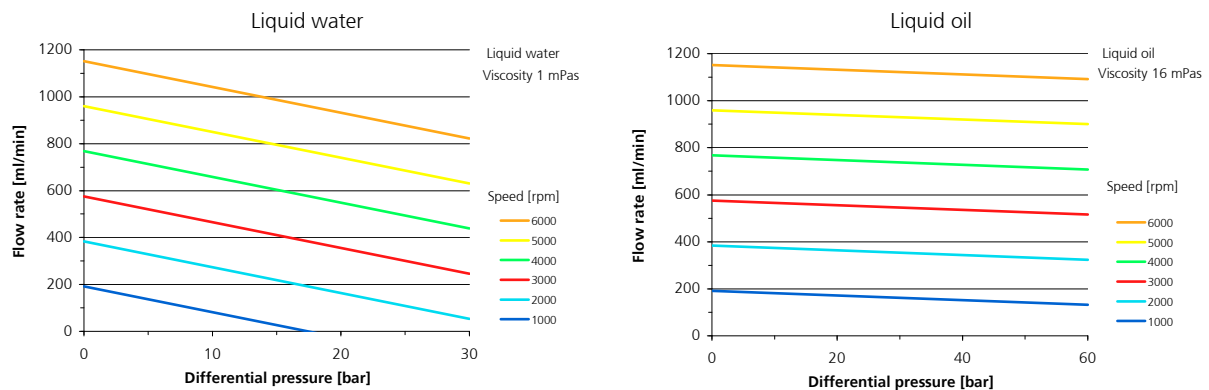 Liquid water
1200
1000
800
600
400
200
0
Flow rate [ml/min]
0
10
20
30
Differential pressure [bar]
Liquid water
Viscosity 1 mPas
Speed [rpm]
6000
5000
4000
3000
2000
1000
Liquid oil
1200
1000
800
600
400
200
0
Flow rate [ml/min]
0
20
40
60
Differential pressure [bar]
Liquid oil
Viscosity 16 mPas
Speed [rpm]
6000
5000
4000
3000
2000
1000